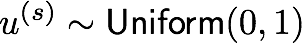 u^{(s)} ∼ Uniform(0, 1)